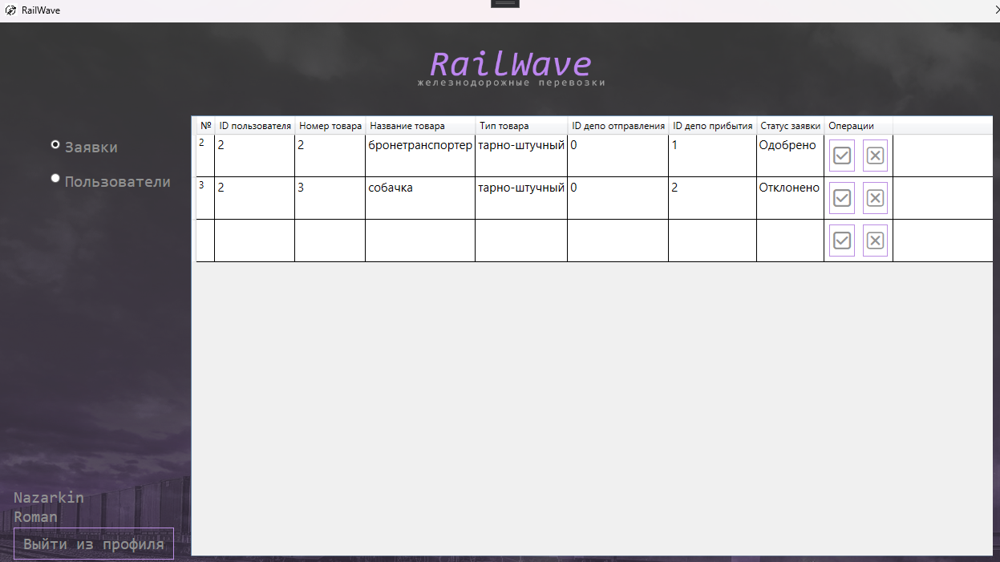 RailWave
RailWave
железнодорожные перевозки
Заявки
Пользователи
№ ID пользователя Номер товара Название товара Тип товара ID депо отправления ID депо прибытия Статус заявки Операции
2 2 2 бронетранспортер тарно-штучный 0 1 Одобрено
3 2 3 собачка тарно-штучный 0 2 Отклонено
Nazarkin
Roman
Выйти из профиля